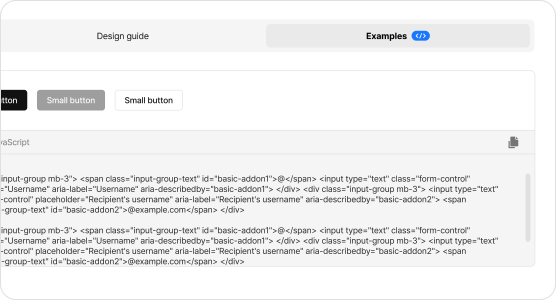 Design guide
Examples </>
tton
Small button
Small button
vaScript
input-group mb-3"> <span class="input-group-text" id="basic-addon1">@</span> <input type="text" class="form-control"
="Username" aria-label="Username" aria-describedby="basic-addon1"> </div> <div class="input-group mb-3"> <input type="text"
-control" placeholder="Recipient's username" aria-label="Recipient's username" aria-describedby="basic-addon2"> <span
-group-text" id="basic-addon2">@example.com</span> </div>
input-group mb-3"> <span class="input-group-text" id="basic-addon1">@</span> <input type="text" class="form-control"
="Username" aria-label="Username" aria-describedby="basic-addon1"> </div> <div class="input-group mb-3"> <input type="text"
-control" placeholder="Recipient's username" aria-label="Recipient's username" aria-describedby="basic-addon2"> <span
-group-text" id="basic-addon2">@example.com</span> </div>